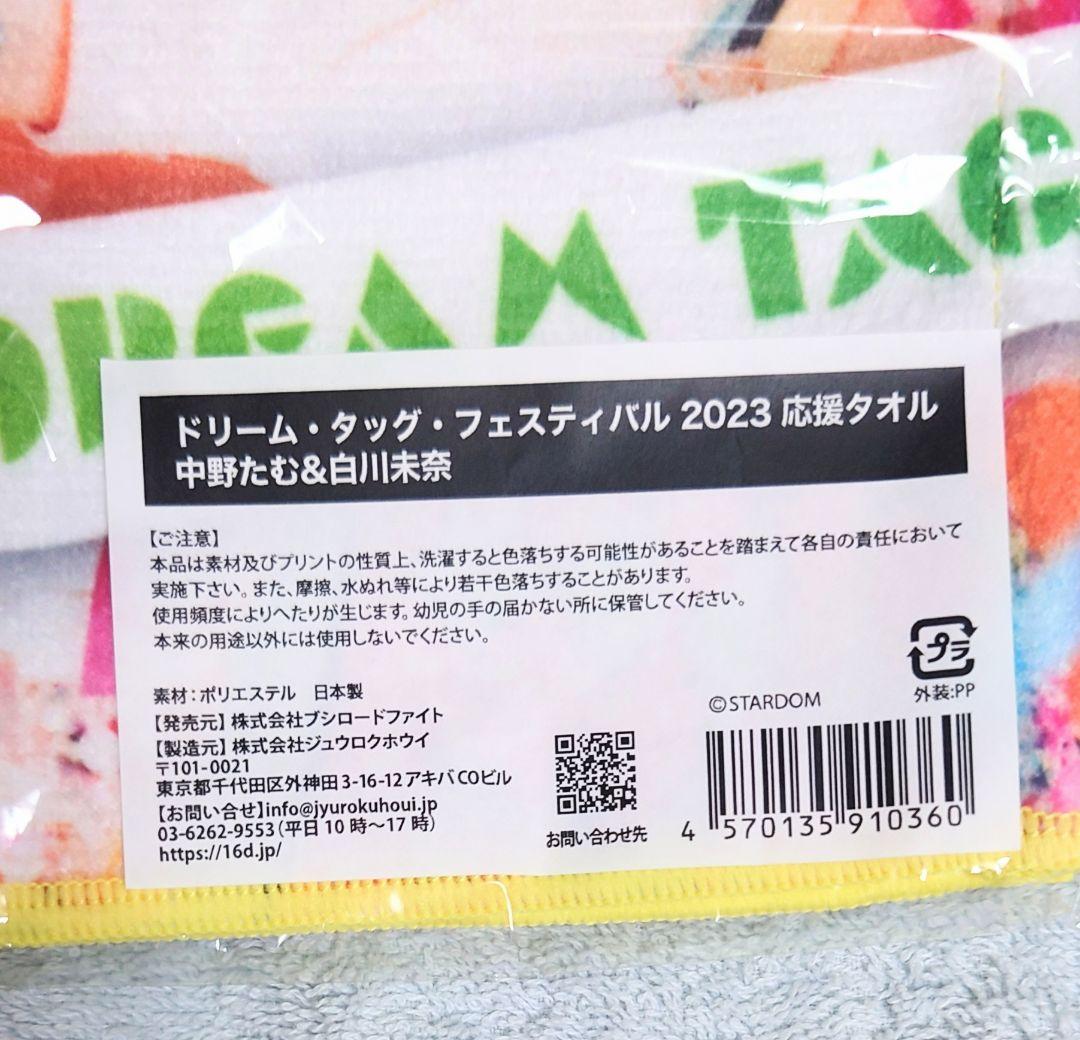 DREAM TAG
ドリーム・タッグ・フェスティバル 2023 応援タオル
中野たむ&白川未奈
【ご注意】
本品は素材及びプリントの性質上、洗濯すると色落ちする可能性があることを踏まえて各自の責任において
実施下さい。また、摩擦、水ぬれ等により若干色落ちすることがあります。
使用頻度によりへたりが生じます。幼児の手の届かない所に保管してください。
本来の用途以外には使用しないでください。
プラ
外装:PP
素材：ポリエステル　日本製
【発売元】株式会社ブシロードファイト
【製造元】株式会社ジュウロクホウイ
〒101-0021
東京都千代田区外神田3-16-12アキバCOビル
【お問い合せ】info@jyurokuhoui.jp
03-6262-9553（平日10時～17時）
https://16d.jp/
お問い合わせ先
©STARDOM
4 570135 910360